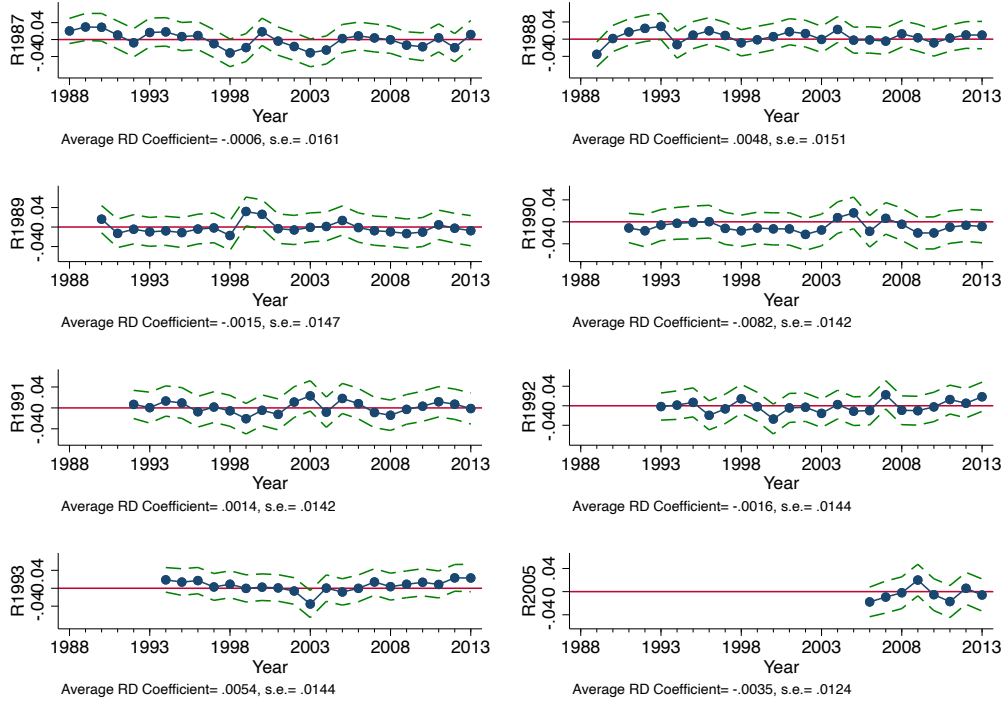 R1987
-.04 0 .04
1988 1993 1998 2003 2008 2013
Year
Average RD Coefficient= -.0006, s.e.= .0161
R1988
-.04 0 .04
1988 1993 1998 2003 2008 2013
Year
Average RD Coefficient= .0048, s.e.= .0151
R1989
-.04 0 .04
1988 1993 1998 2003 2008 2013
Year
Average RD Coefficient= -.0015, s.e.= .0147
R1990
-.04 0 .04
1988 1993 1998 2003 2008 2013
Year
Average RD Coefficient= -.0082, s.e.= .0142
R1991
-.04 0 .04
1988 1993 1998 2003 2008 2013
Year
Average RD Coefficient= .0014, s.e.= .0142
R1992
-.04 0 .04
1988 1993 1998 2003 2008 2013
Year
Average RD Coefficient= -.0016, s.e.= .0144
R1993
-.04 0 .04
1988 1993 1998 2003 2008 2013
Year
Average RD Coefficient= .0054, s.e.= .0144
R2005
-.04 0 .04
1988 1993 1998 2003 2008 2013
Year
Average RD Coefficient= -.0035, s.e.= .0124